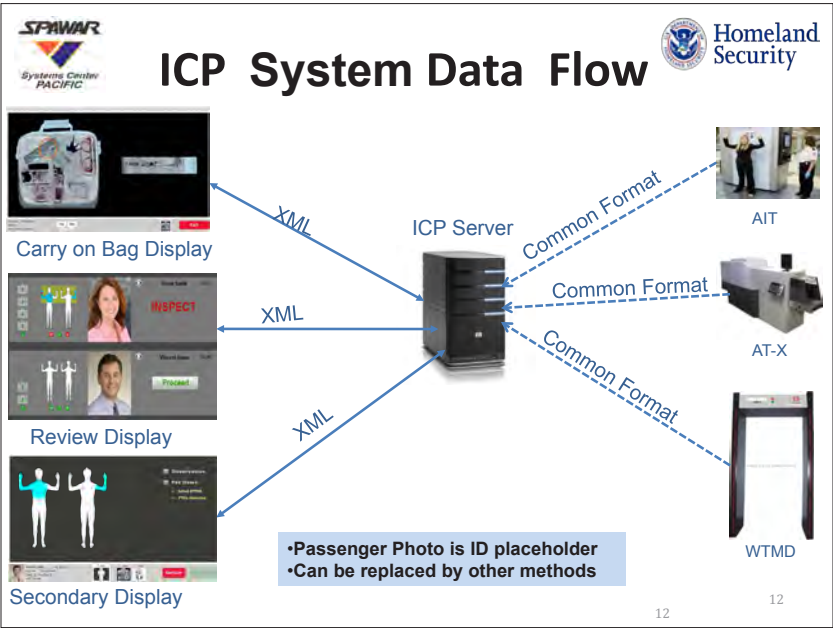 SPAWAR
Systems Center
PACIFIC
ICP System Data Flow
Homeland
Security
XML
ICP Server
Common Format
AIT
Carry on Bag Display
INSPECT
XML
Common Format
AT-X
Proceed
Common Format
Review Display
XML
•Passenger Photo is ID placeholder
•Can be replaced by other methods
WTMD
Secondary Display
12
12